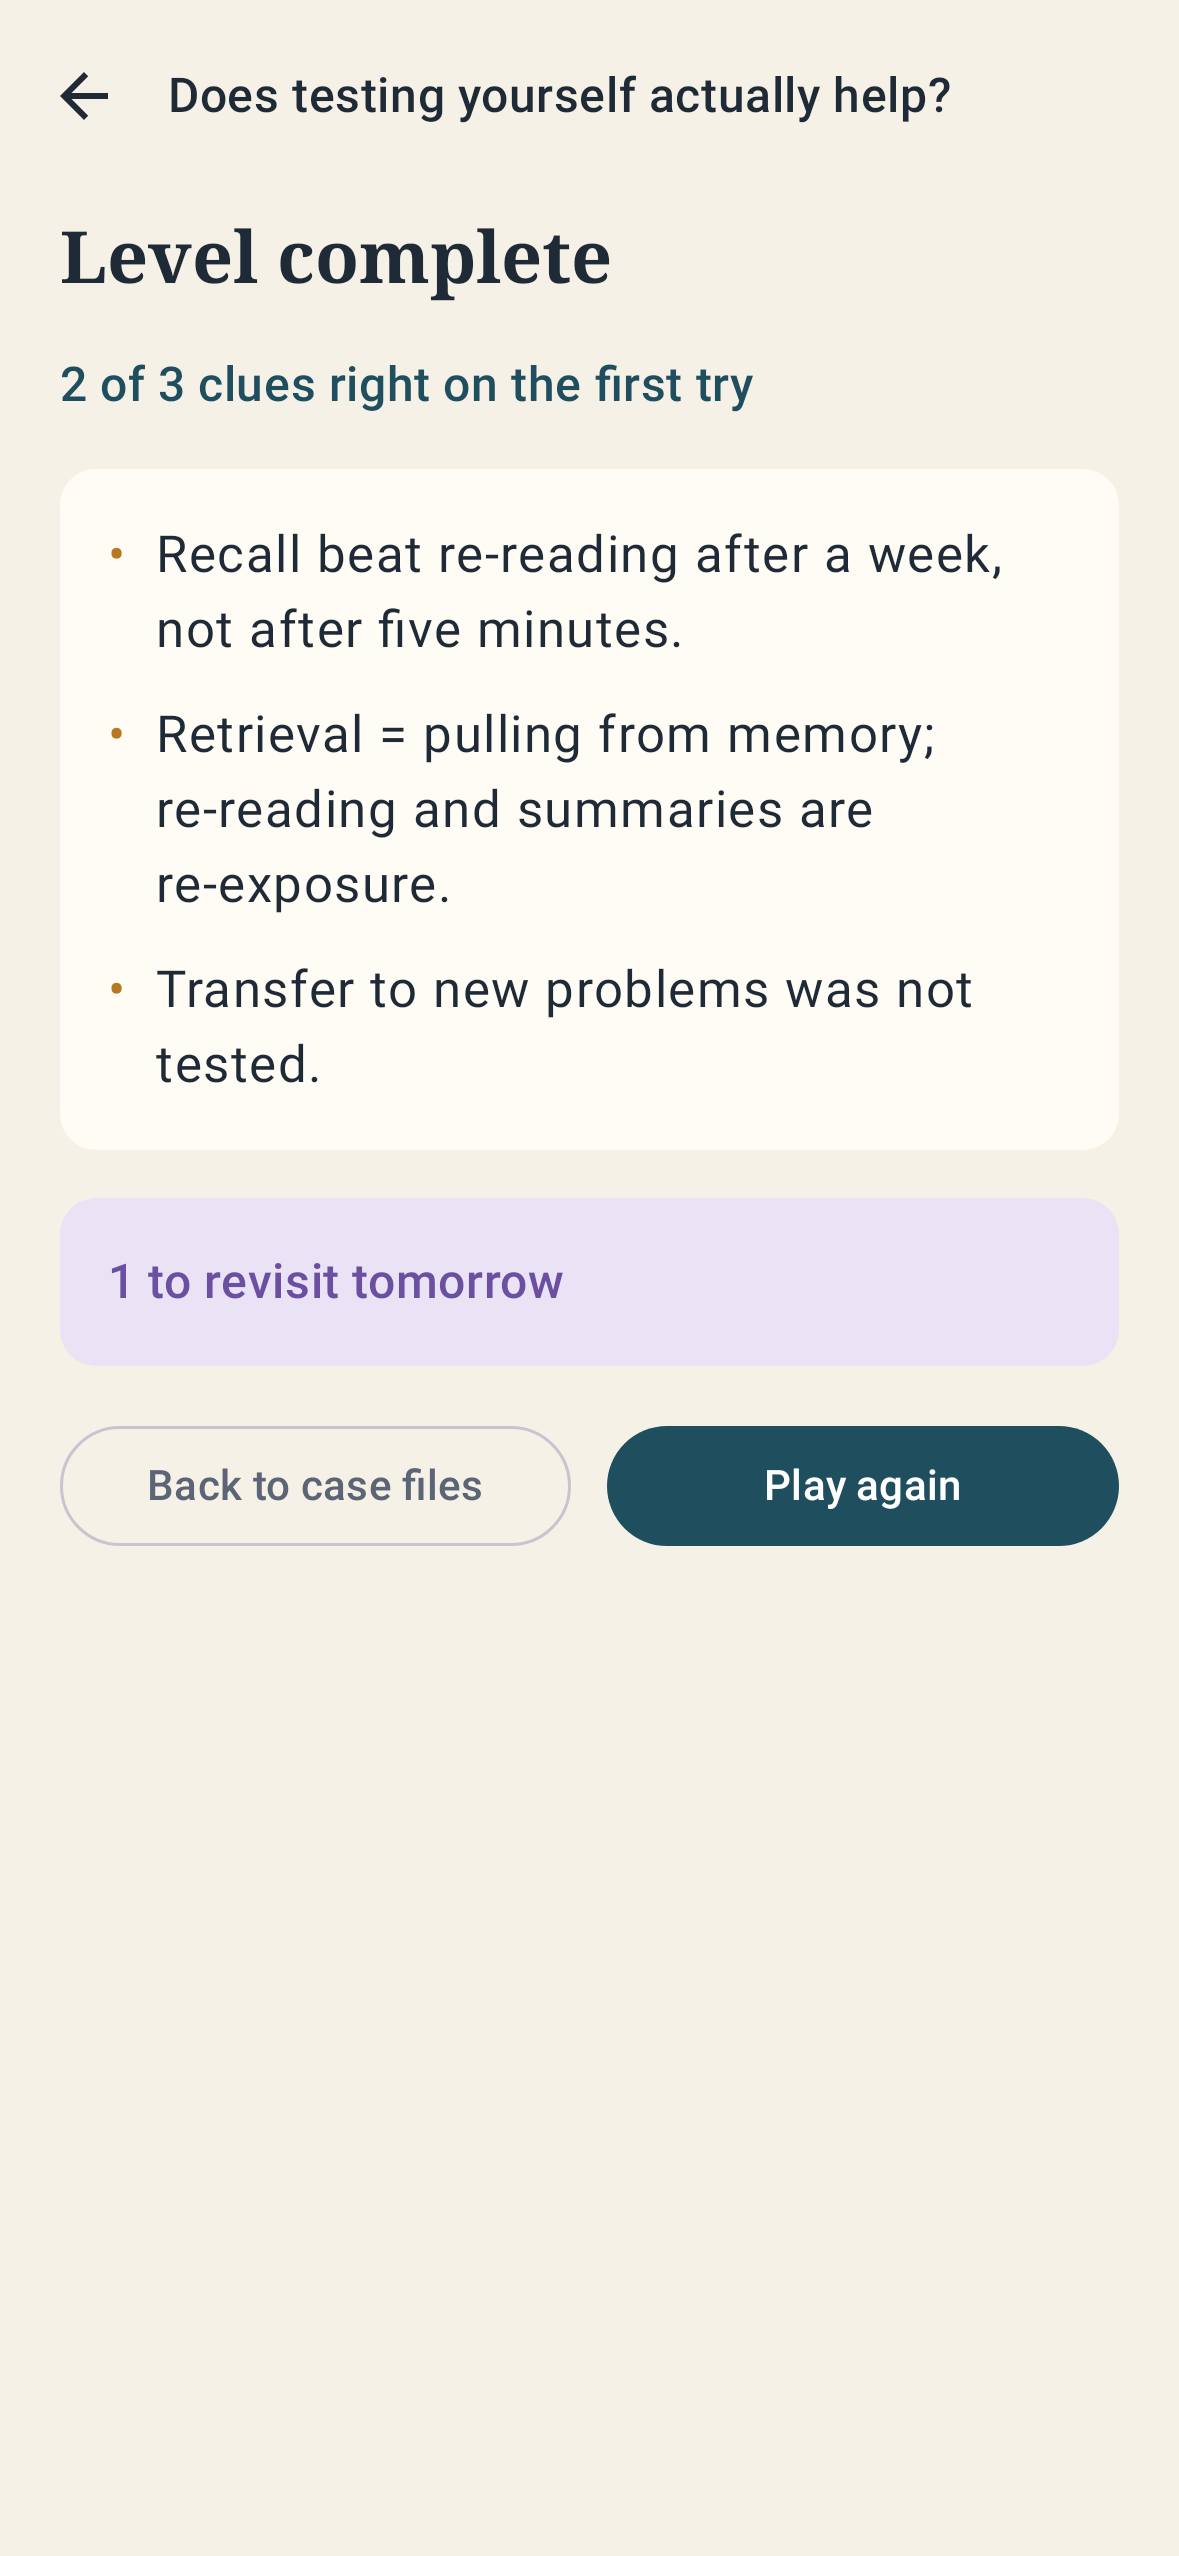 Does testing yourself actually help?
Level complete
2 of 3 clues right on the first try
• Recall beat re-reading after a week,
not after five minutes.
• Retrieval = pulling from memory;
re-reading and summaries are
re-exposure.
• Transfer to new problems was not
tested.
1 to revisit tomorrow
Back to case files
Play again